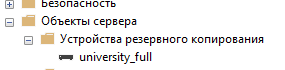 Безопасность
Объекты сервера
Устройства резервного копирования
university_full